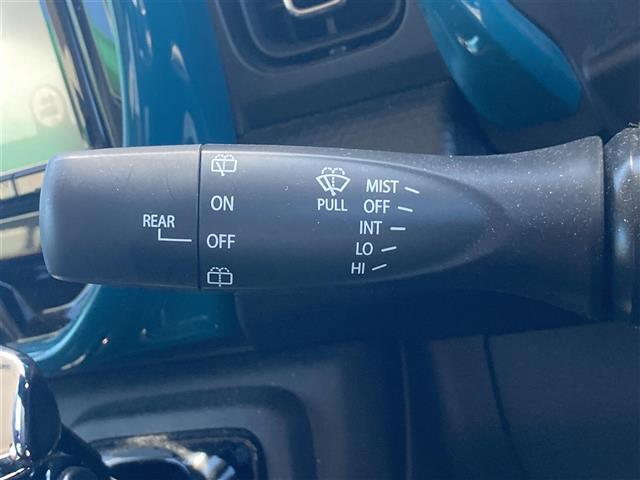 REAR
ON
OFF
PULL
MIST
OFF
INT
LO
HI